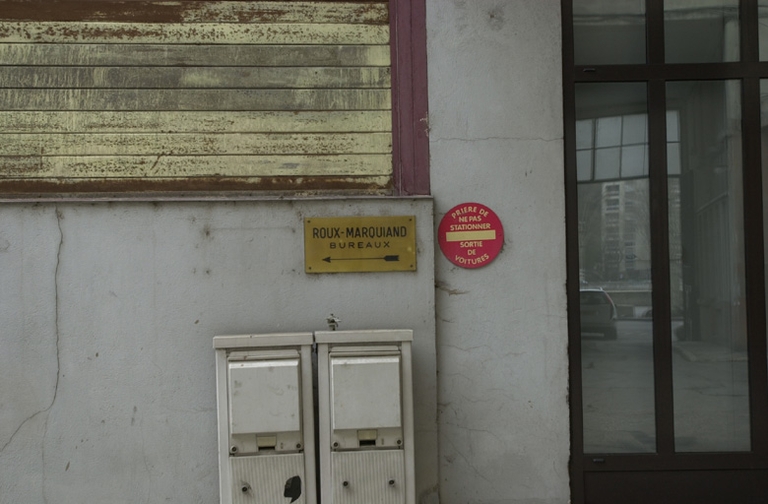 ROUX-MARQUIAND
BUREAUX
PRIERE DE
NE PAS
STATIONNER
SORTIE
DE
VOITURES